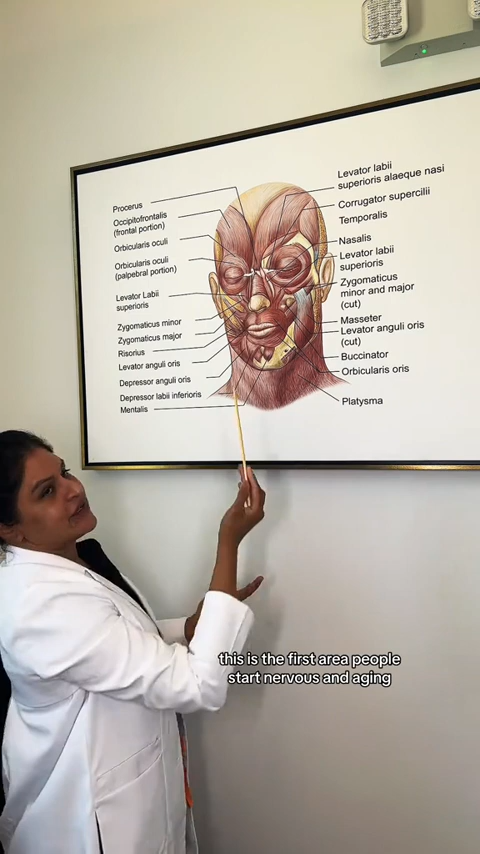 Procerus
Occipitofrontalis
(frontal portion)
Orbicularis oculi
Orbicularis oculi
(palpebral portion)
Levator Labii
superioris
Zygomaticus minor
Zygomaticus major
Risorius
Levator anguli oris
Depressor anguli oris
Depressor labii inferioris
Mentalis
Levator labii
superioris alaeque nasi
Corrugator supercilii
Temporalis
Nasalis
Levator labii
superioris
Zygomaticus
minor and major
(cut)
Masseter
Levator anguli oris
(cut)
Buccinator
Orbicularis oris
Platysma
this is the first area people
start nervous and aging